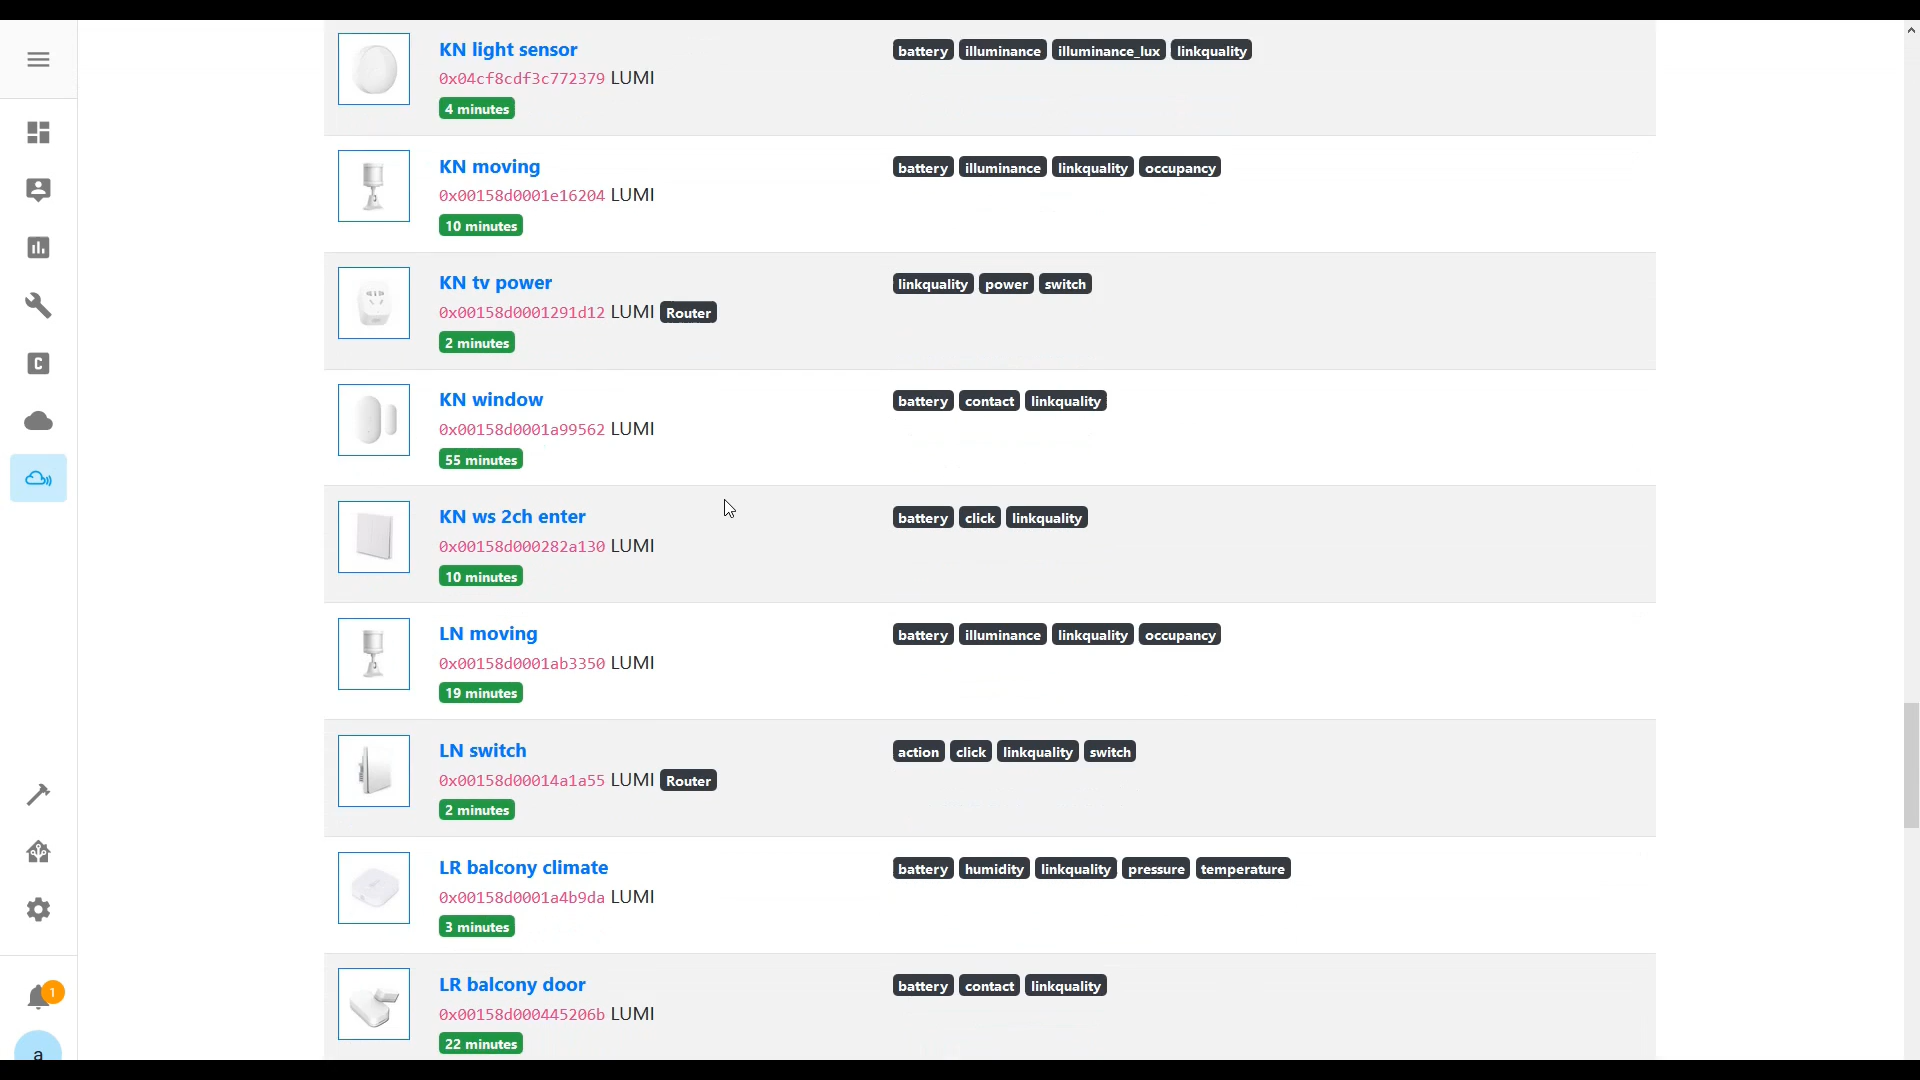 KN light sensor
battery illuminance illuminance_lux linkquality
0x04cf8cdf3c772379 LUMI
4 minutes
KN moving
battery illuminance linkquality occupancy
0x00158d0001e16204 LUMI
10 minutes
KN tv power
linkquality power switch
0x00158d0001291d12 LUMI Router
2 minutes
KN window
battery contact linkquality
0x00158d0001a99562 LUMI
55 minutes
KN ws 2ch enter
battery click linkquality
0x00158d000282a130 LUMI
10 minutes
LN moving
battery illuminance linkquality occupancy
0x00158d0001ab3350 LUMI
19 minutes
LN switch
action click linkquality switch
0x00158d00014a1a55 LUMI Router
2 minutes
LR balcony climate
battery humidity linkquality pressure temperature
0x00158d0001a4b9da LUMI
3 minutes
LR balcony door
battery contact linkquality
0x00158d000445206b LUMI
22 minutes
C
1
a